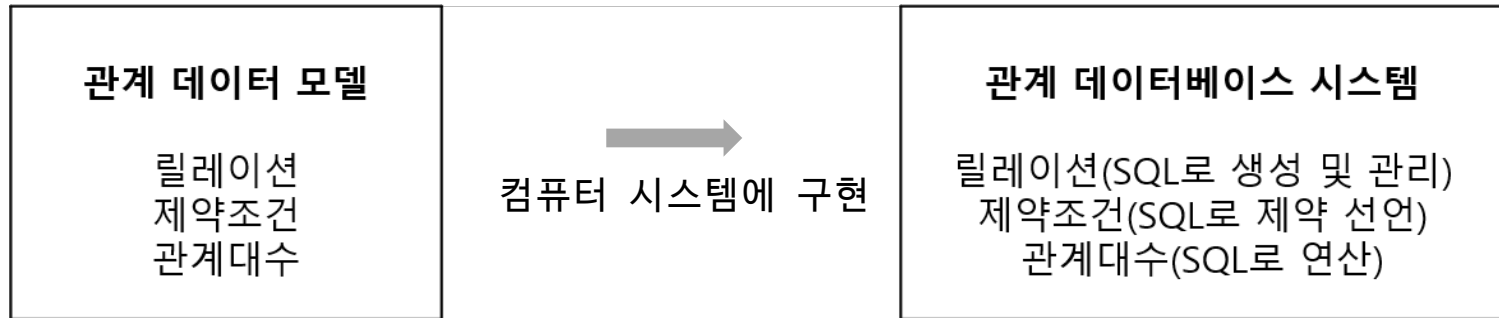 관계 데이터 모델
릴레이션
제약조건
관계대수
컴퓨터 시스템에 구현
관계 데이터베이스 시스템
릴레이션(SQL로 생성 및 관리)
제약조건(SQL로 제약 선언)
관계대수(SQL로 연산)